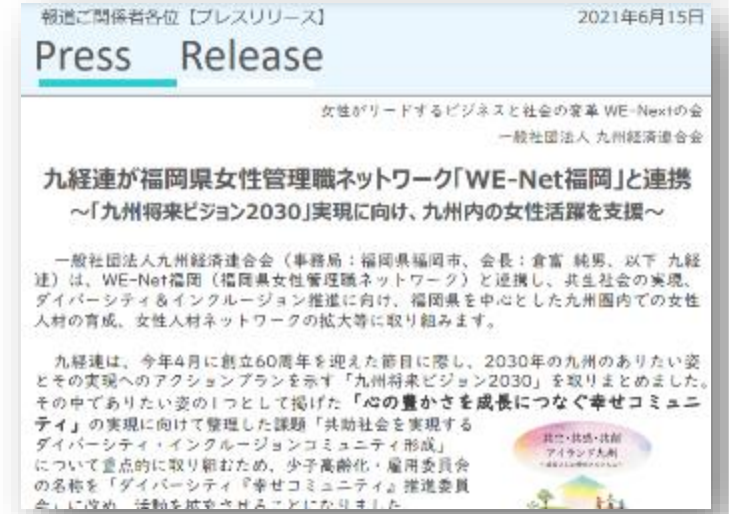 報道ご関係者各位【プレスリリース】 2021年6月15日
Press Release
女性がリードするビジネスと社会の変革 WE-Nextの会
一般社団法人 九州経済連合会
九経連が福岡県女性管理職ネットワーク「WE-Net福岡」と連携
～「九州将来ビジョン2030」実現に向け、九州内の女性活躍を支援～
一般社団法人九州経済連合会（事務局：福岡県福岡市、会長：倉富 純男、以下 九経
連）は、WE-Net福岡（福岡県女性管理職ネットワーク）と連携し、共生社会の実現、
ダイバーシティ＆インクルージョン推進に向け、福岡県を中心とした九州圏内での女性
人材の育成、女性人材ネットワークの拡大等に取り組みます。
九経連は、今年4月に創立60周年を迎えた節目に際し、2030年の九州のありたい姿
とその実現へのアクションプランを示す「九州将来ビジョン2030」を取りまとめました。
その中でありたい姿の1つとして掲げた「心の豊かさを成長につなぐ幸せコミュニ
ティ」の実現に向けて整理した課題「共助社会を実現する
ダイバーシティ・インクルージョンコミュニティ形成」
について重点的に取り組むため、少子高齢化・雇用委員会
の名称を「ダイバーシティ『幸せコミュニティ』推進委員
会」に改め、活動を拡充させることになりました。
共生・共感・共創
アイランド九州